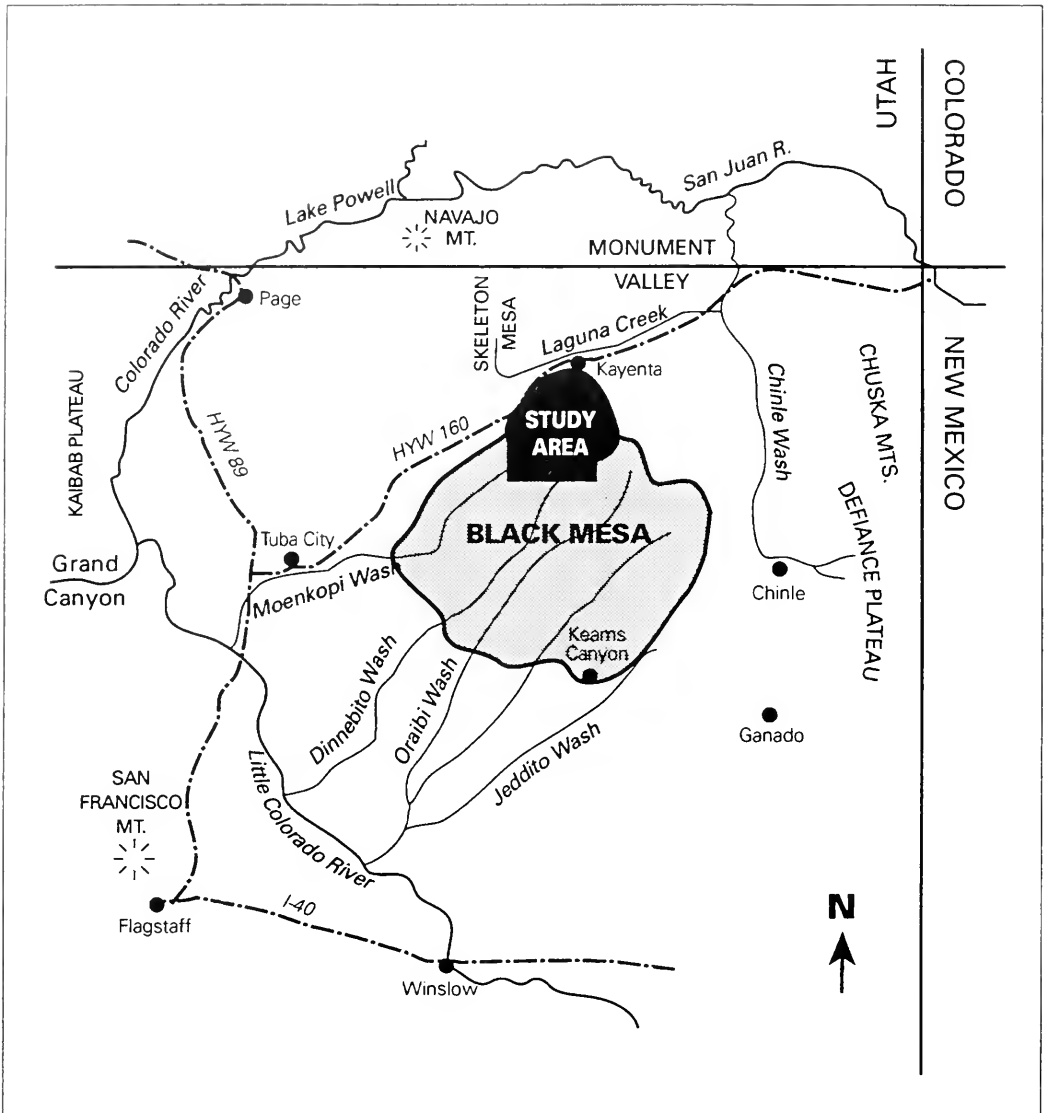 COLORADO
UTAH
San Juan R.
Lake Powell
NAVAJO
MT.
MONUMENT
VALLEY
Colorado River
Page
SKELETON
MESA
Laguna Creek
Kayenta
NEW MEXICO
CHUSKA MTS.
Chinle Wash
KAIBAB PLATEAU
HYW 89
HYW 160
STUDY
AREA
BLACK MESA
DEFIANCE PLATEAU
Tuba City
Grand
Canyon
Moenkopi Wash
Chinle
Keams
Canyon
Dinnebito Wash
Oraibi Wash
Jeddito Wash
Ganado
Little Colorado River
SAN
FRANCISCO
MT.
Flagstaff
I-40
Winslow
N